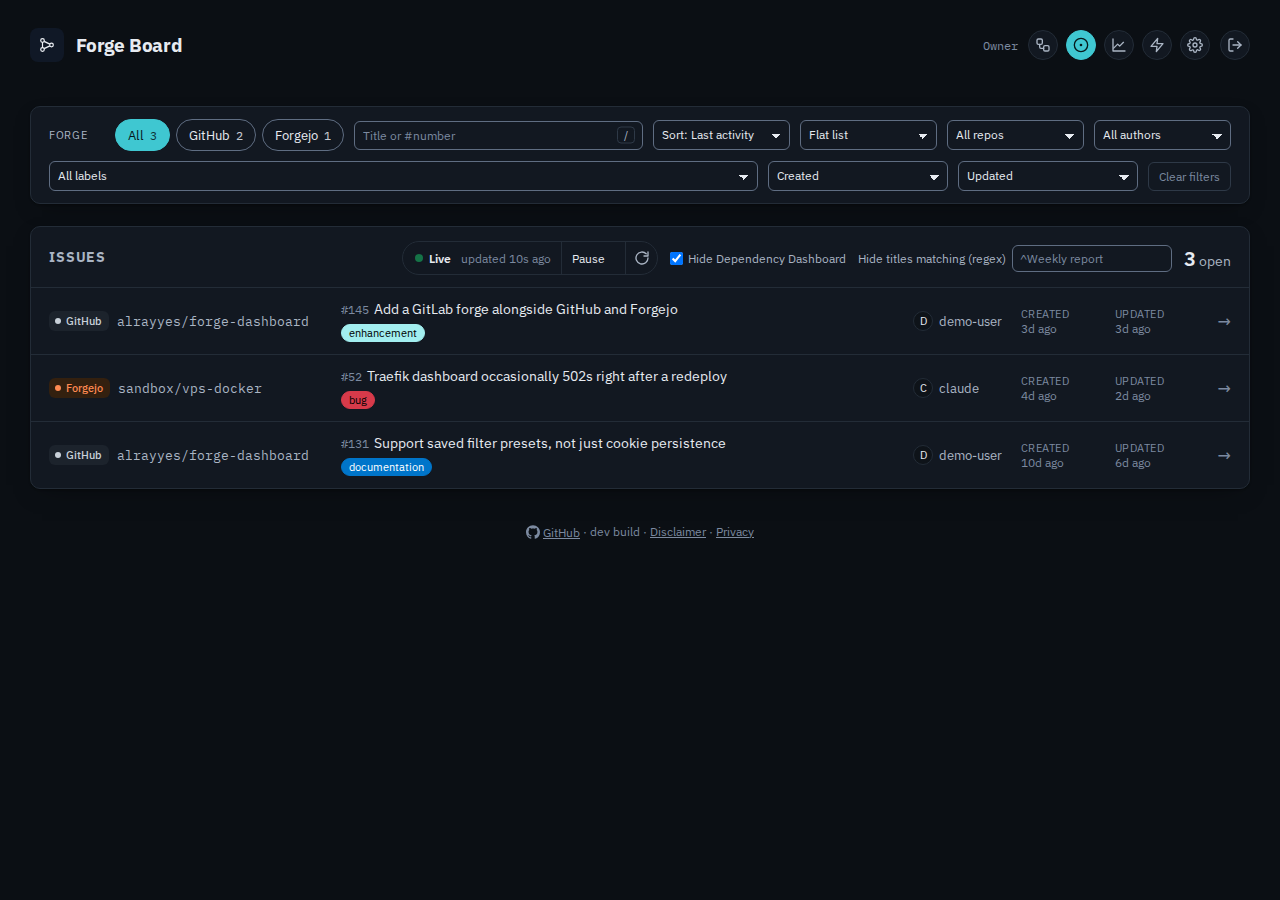 Forge Board
Owner
FORGE
All 3
GitHub 2
Forgejo 1
Title or #number
/
Sort: Last activity
Flat list
All repos
All authors
All labels
Created
Updated
Clear filters
ISSUES
Live updated 10s ago
Pause
Hide Dependency Dashboard
Hide titles matching (regex)
^Weekly report
3 open
GitHub alrayyes/forge-dashboard
#145 Add a GitLab forge alongside GitHub and Forgejo
enhancement
D demo-user
CREATED
3d ago
UPDATED
3d ago
→
Forgejo sandbox/vps-docker
#52 Traefik dashboard occasionally 502s right after a redeploy
bug
C claude
CREATED
4d ago
UPDATED
2d ago
→
GitHub alrayyes/forge-dashboard
#131 Support saved filter presets, not just cookie persistence
documentation
D demo-user
CREATED
10d ago
UPDATED
6d ago
→
GitHub · dev build · Disclaimer · Privacy